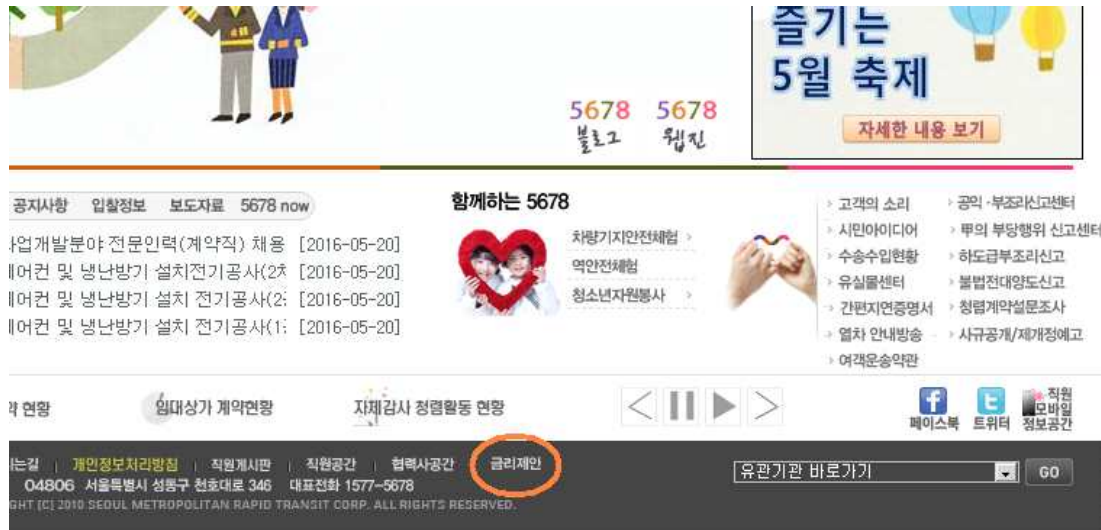 즐기는
5월 축제
자세한 내용 보기
5678 5678
블로그 웹진
공지사항 입찰정보 보도자료 5678 now
사업개발분야 전문인력(계약직) 채용 [2016-05-20]
에어컨 및 냉난방기 설치전기공사(2차 [2016-05-20]
에어컨 및 냉난방기 설치 전기공사(2차 [2016-05-20]
에어컨 및 냉난방기 설치 전기공사(1차 [2016-05-20]
함께하는 5678
차량기지안전체험
역안전체험
청소년자원봉사
고객의 소리
시민아이디어
수송수입현황
유실물센터
간편지연증명서
열차 안내방송
여객운송약관
공익·부조리신고센터
甲의 부당행위 신고센터
하도급부조리신고
불법전대양도신고
청렴계약설문조사
사규공개/제개정예고
약 현황 임대상가 계약현황 자체감사 청렴활동 현황
페이스북 트위터 직원 모바일 정보공간
는길 | 개인정보처리방침 | 직원게시판 | 직원공간 | 협력사공간 | 금리제안
04806 서울특별시 성동구 천호대로 346 대표전화 1577-5678
GHT (C) 2010 SEOUL METROPOLITAN RAPID TRANSIT CORP. ALL RIGHTS RESERVED.
유관기관 바로가기 GO